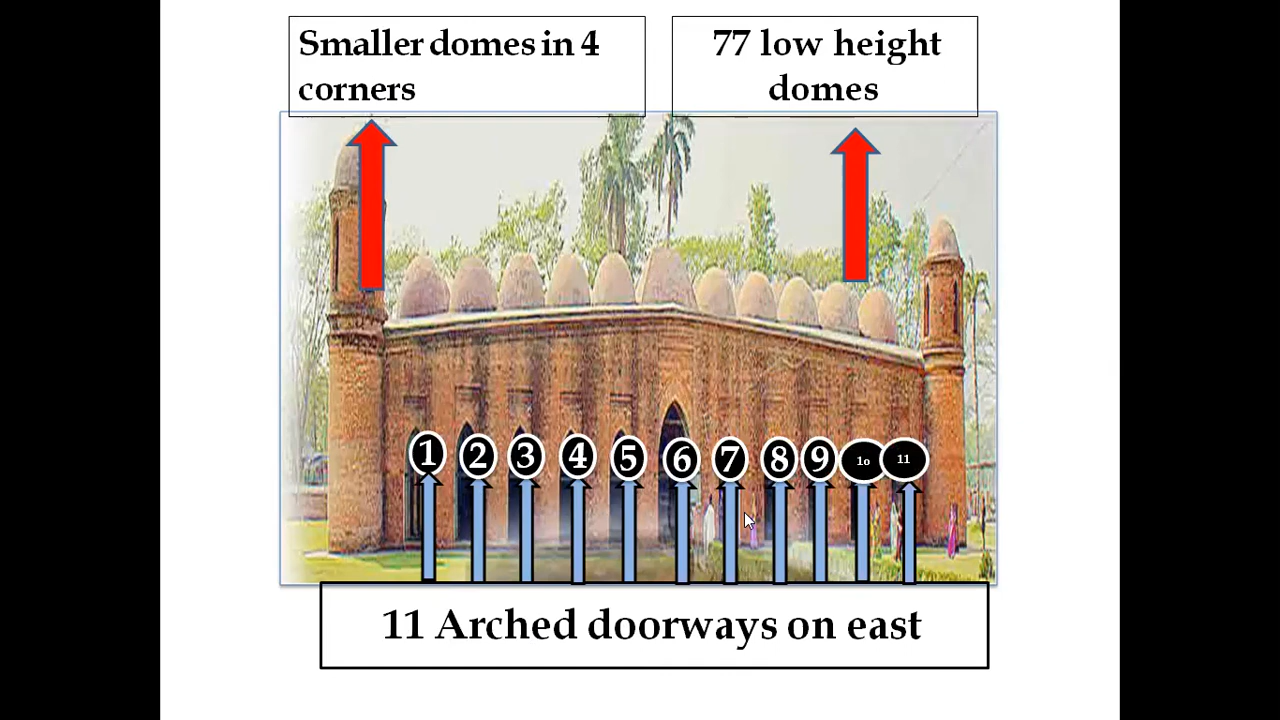 Smaller domes in 4
corners
77 low height
domes
1 2 3 4 5 6 7 8 9 1o 11
11 Arched doorways on east